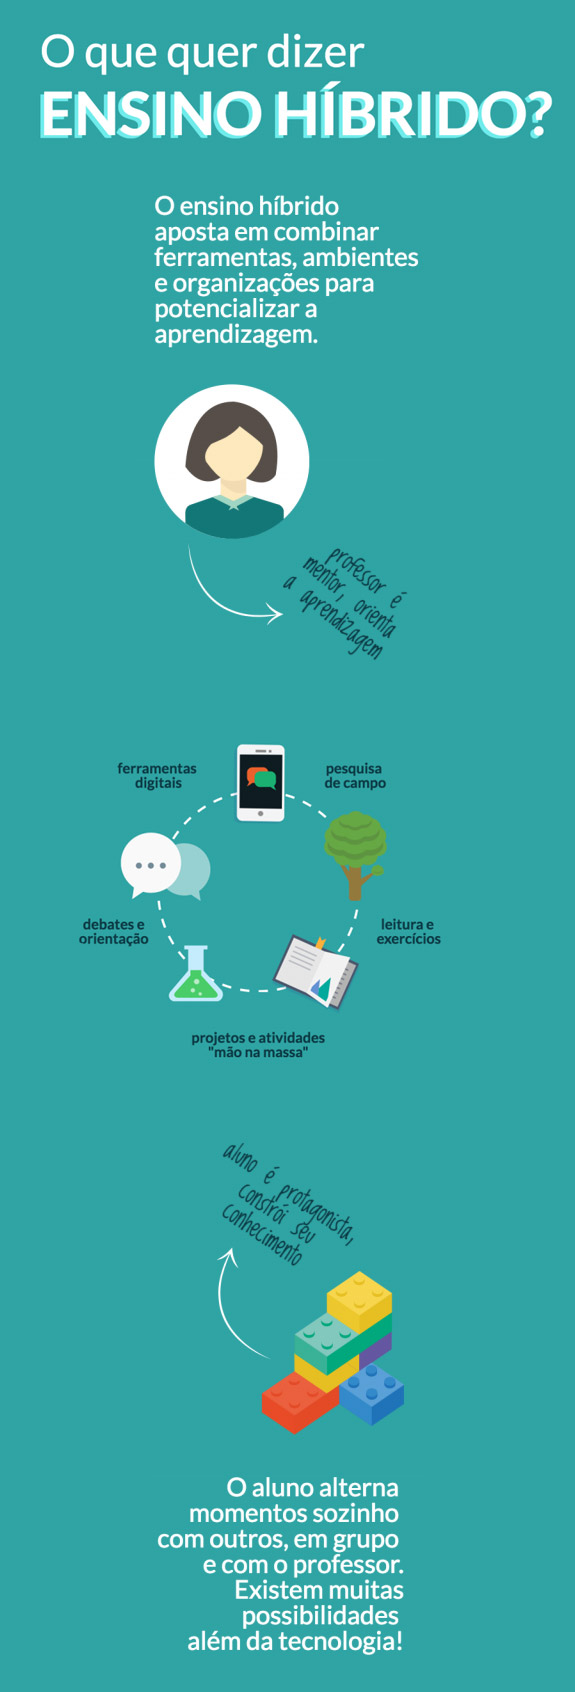 O que quer dizer
ENSINO HÍBRIDO?
O ensino híbrido
aposta em combinar
ferramentas, ambientes
e organizações para
potencializar a
aprendizagem.
professor é
mentor, orienta
a aprendizagem
ferramentas
digitais
pesquisa
de campo
debates e
orientação
leitura e
exercícios
projetos e atividades
"mão na massa"
aluno é protagonista,
constrói seu
conhecimento
O aluno alterna
momentos sozinho
com outros, em grupo
e com o professor.
Existem muitas
possibilidades
além da tecnologia!